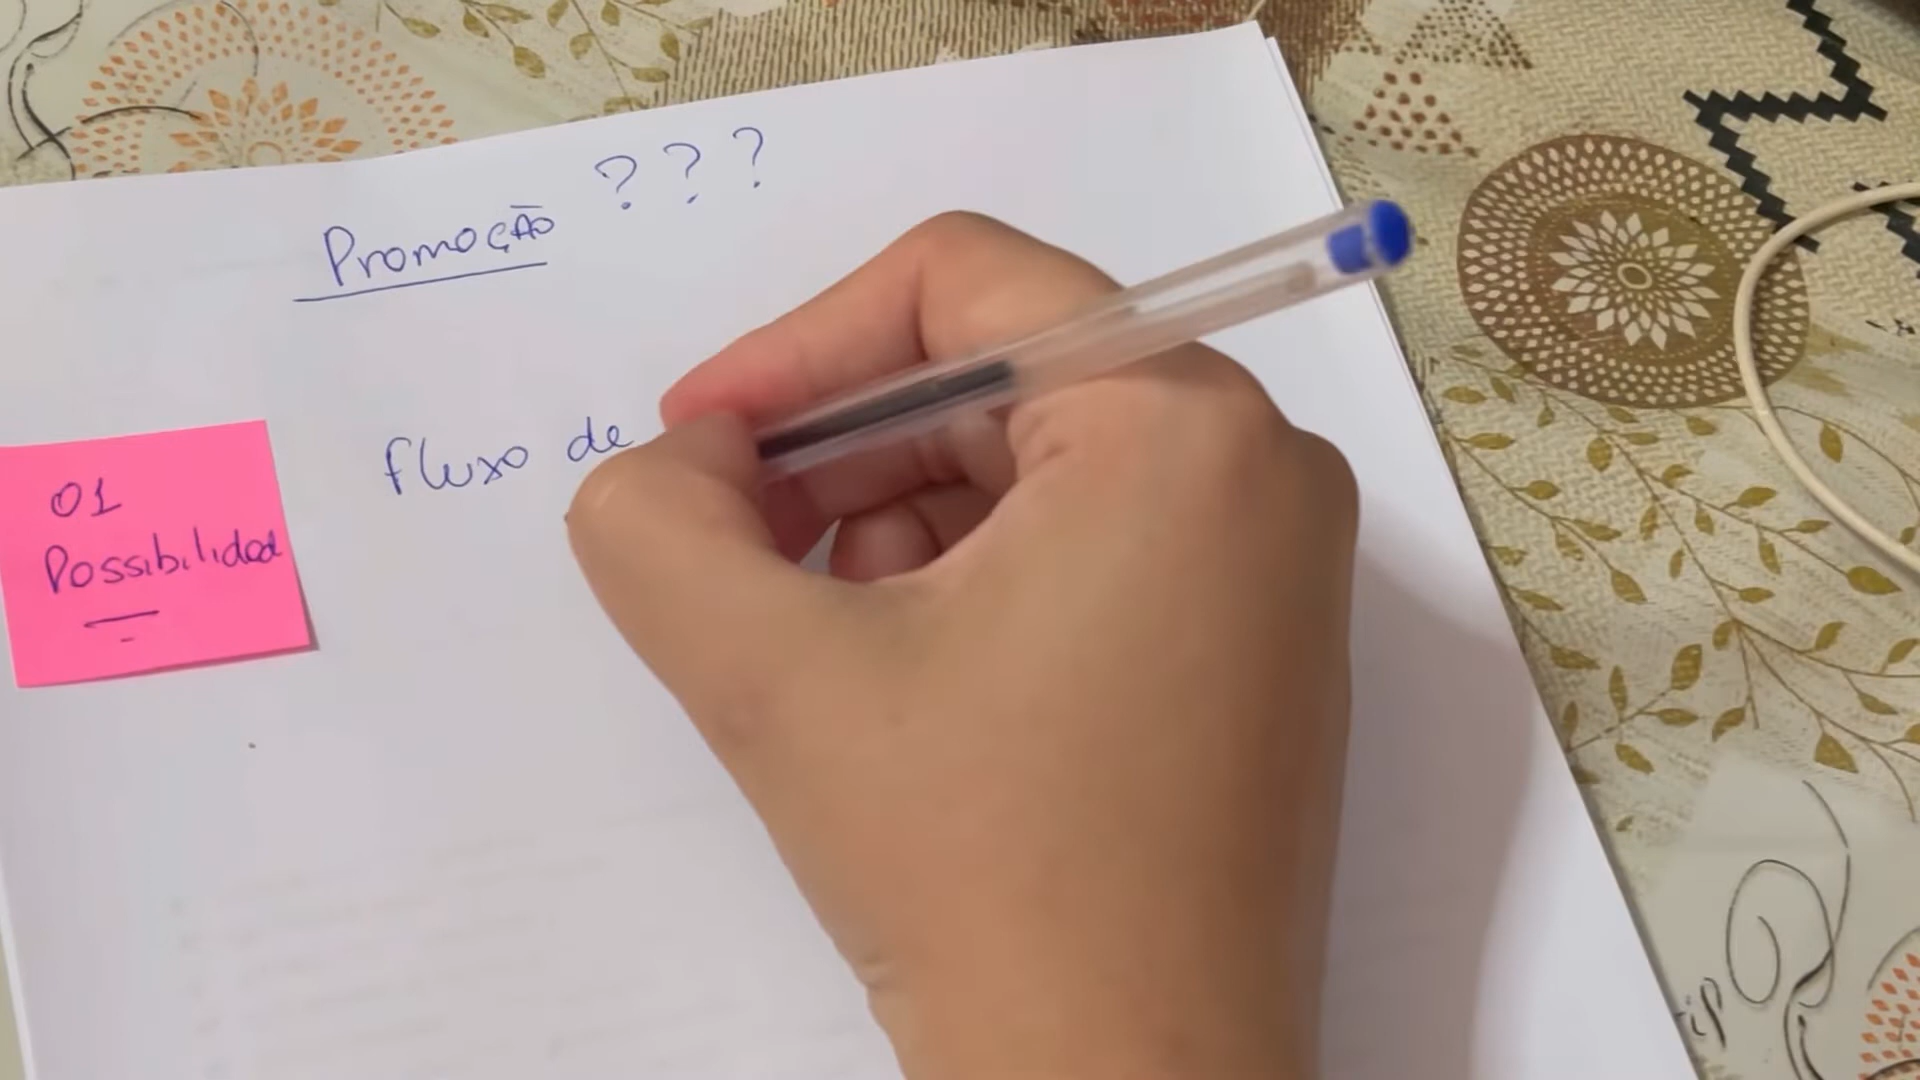 Promoção ???
fluxo de
01
Possibilidad